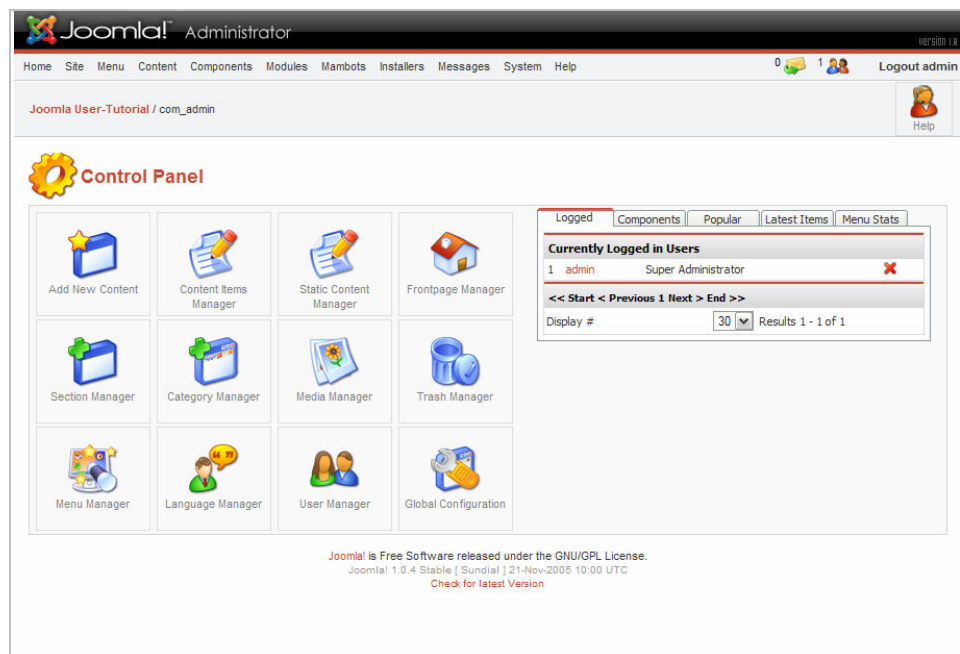 Joomla!™ Administrator
version 1.0
Home Site Menu Content Components Modules Mambots Installers Messages System Help 0 1 Logout admin
Joomla User-Tutorial / com_admin
Help
Control Panel
Logged Components Popular Latest Items Menu Stats
Currently Logged in Users
1 admin Super Administrator
<< Start < Previous 1 Next > End >>
Display # 30 Results 1 - 1 of 1
Add New Content
Content Items
Manager
Static Content
Manager
Frontpage Manager
Section Manager
Category Manager
Media Manager
Trash Manager
Menu Manager
Language Manager
User Manager
Global Configuration
Joomla! is Free Software released under the GNU/GPL License.
Joomla! 1.0.4 Stable [ Sundial ] 21-Nov-2005 10:00 UTC
Check for latest Version